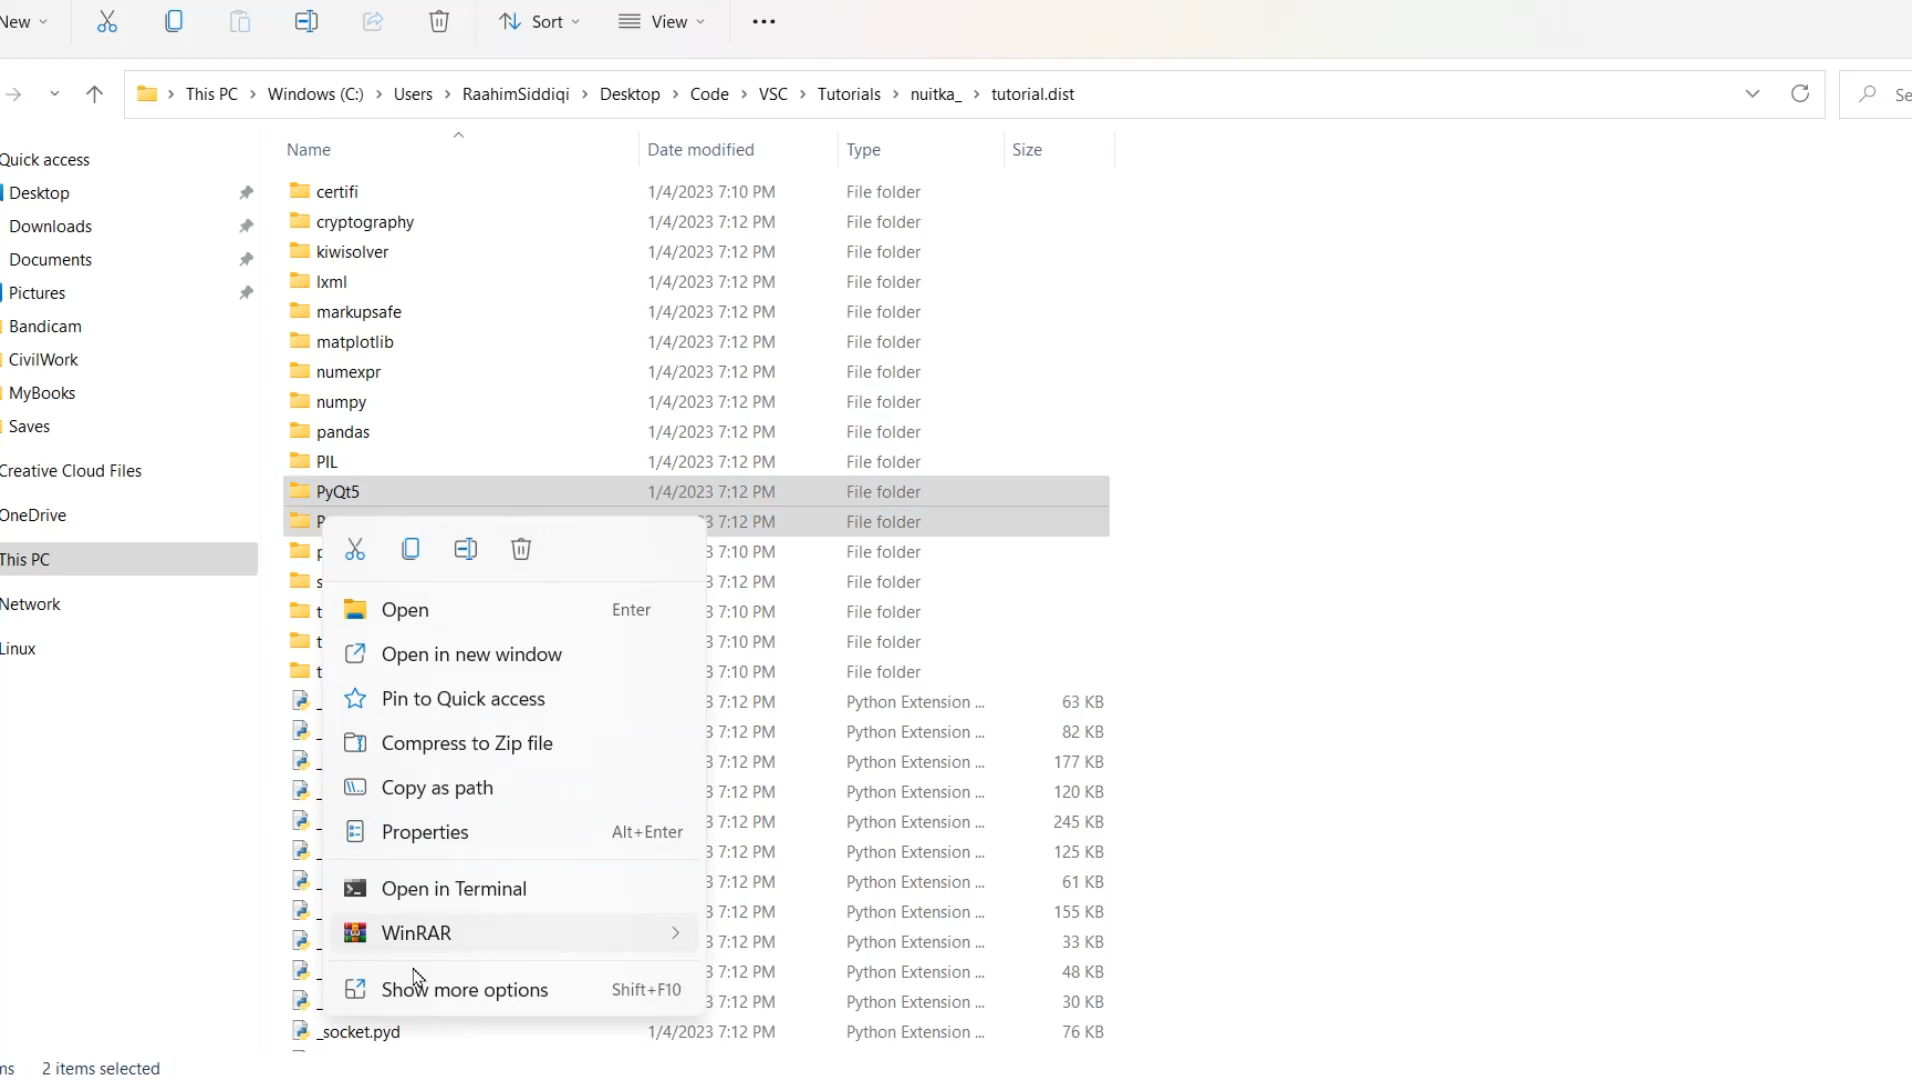 New
Sort
View
This PC > Windows (C:) > Users > RaahimSiddiqi > Desktop > Code > VSC > Tutorials > nuitka_ > tutorial.dist
Se
Name Date modified Type Size
Quick access
Desktop
Downloads
Documents
Pictures
Bandicam
CivilWork
MyBooks
Saves
Creative Cloud Files
OneDrive
This PC
Network
Linux
certifi 1/4/2023 7:10 PM File folder
cryptography 1/4/2023 7:12 PM File folder
kiwisolver 1/4/2023 7:12 PM File folder
lxml 1/4/2023 7:12 PM File folder
markupsafe 1/4/2023 7:12 PM File folder
matplotlib 1/4/2023 7:12 PM File folder
numexpr 1/4/2023 7:12 PM File folder
numpy 1/4/2023 7:12 PM File folder
pandas 1/4/2023 7:12 PM File folder
PIL 1/4/2023 7:12 PM File folder
PyQt5 1/4/2023 7:12 PM File folder
P 3 7:12 PM File folder
p 3 7:10 PM File folder
s 3 7:12 PM File folder
t 3 7:10 PM File folder
t 3 7:10 PM File folder
t 3 7:10 PM File folder
_ 3 7:12 PM Python Extension ... 63 KB
_ 3 7:12 PM Python Extension ... 82 KB
_ 3 7:12 PM Python Extension ... 177 KB
_ 3 7:12 PM Python Extension ... 120 KB
_ 3 7:12 PM Python Extension ... 245 KB
_ 3 7:12 PM Python Extension ... 125 KB
_ 3 7:12 PM Python Extension ... 61 KB
_ 3 7:12 PM Python Extension ... 155 KB
_ 3 7:12 PM Python Extension ... 33 KB
_ 3 7:12 PM Python Extension ... 48 KB
_ 3 7:12 PM Python Extension ... 30 KB
_socket.pyd 1/4/2023 7:12 PM Python Extension ... 76 KB
Open Enter
Open in new window
Pin to Quick access
Compress to Zip file
Copy as path
Properties Alt+Enter
Open in Terminal
WinRAR
Show more options Shift+F10
ms 2 items selected